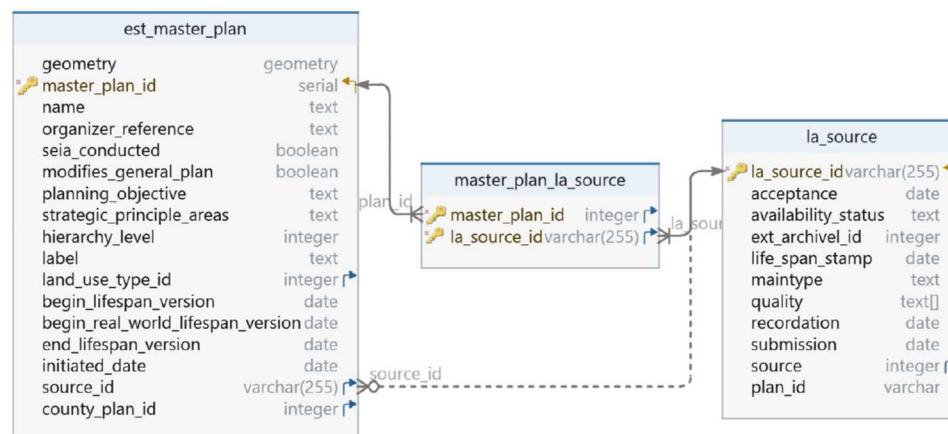 est_master_plan
geometry geometry
master_plan_id serial
name text
organizer_reference text
seia_conducted boolean
modifies_general_plan boolean
planning_objective text
strategic_principle_areas text
hierarchy_level integer
label text
land_use_type_id integer
begin_lifespan_version date
begin_real_world_lifespan_version date
end_lifespan_version date
initiated_date date
source_id varchar(255)
county_plan_id integer
plan_id
source_id
master_plan_la_source
master_plan_id integer
la_source_id varchar(255)
la_sour
la_source
la_source_id varchar(255)
acceptance date
availability_status text
ext_archivel_id integer
life_span_stamp date
maintype text
quality text[]
recordation date
submission date
source integer
plan_id varchar